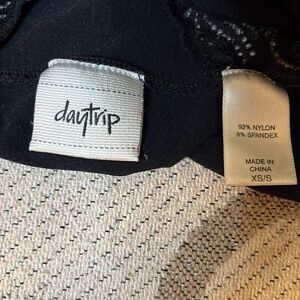 daytrip
92% NYLON
8% SPANDEX
MADE IN
CHINA
XS/S